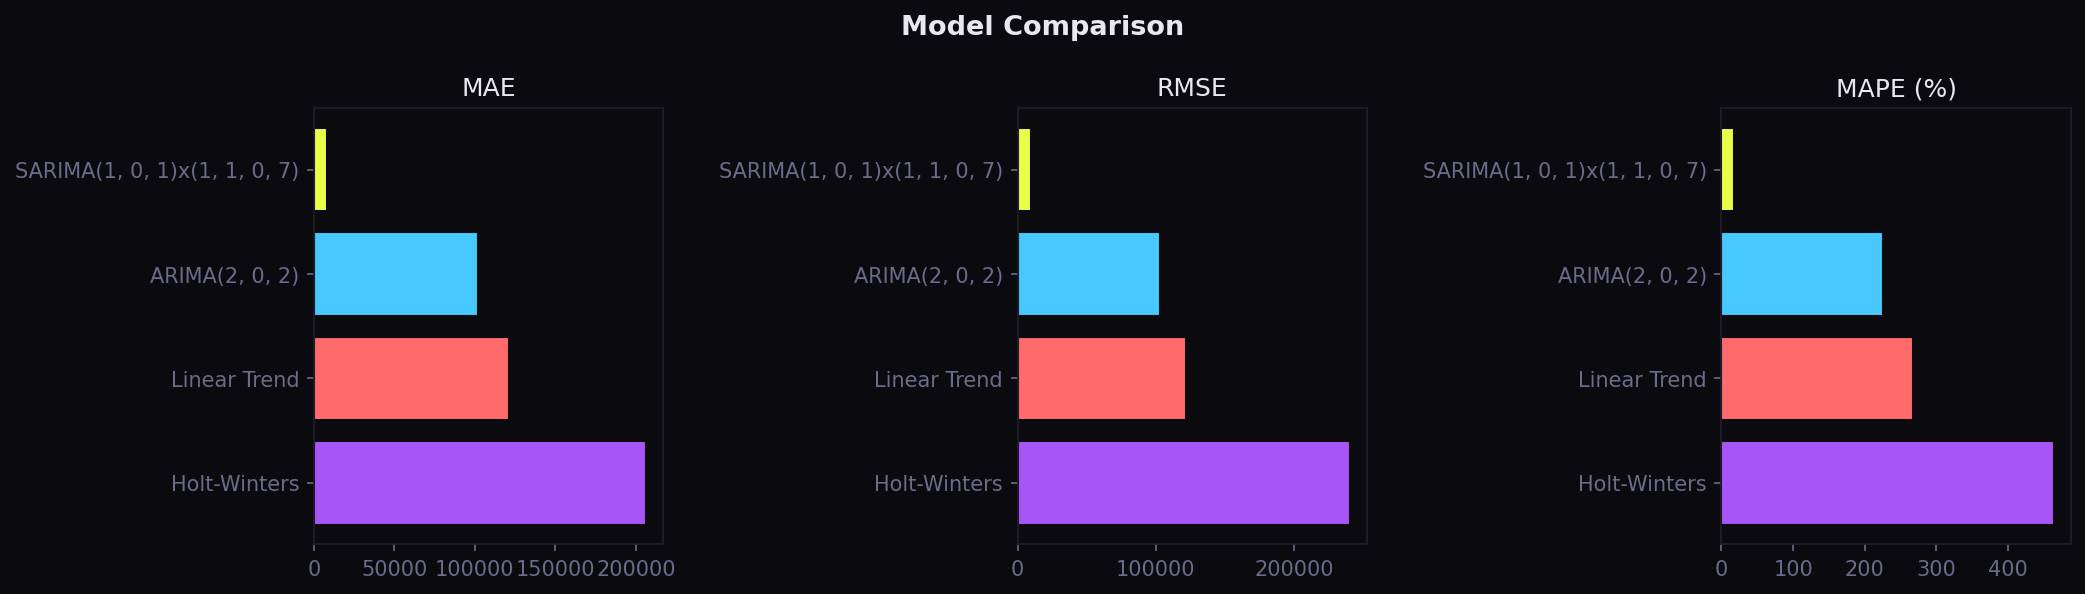 Model Comparison
MAE
SARIMA(1, 0, 1)x(1, 1, 0, 7)
ARIMA(2, 0, 2)
Linear Trend
Holt-Winters
0 50000 100000 150000 200000
RMSE
SARIMA(1, 0, 1)x(1, 1, 0, 7)
ARIMA(2, 0, 2)
Linear Trend
Holt-Winters
0 100000 200000
MAPE (%)
SARIMA(1, 0, 1)x(1, 1, 0, 7)
ARIMA(2, 0, 2)
Linear Trend
Holt-Winters
0 100 200 300 400